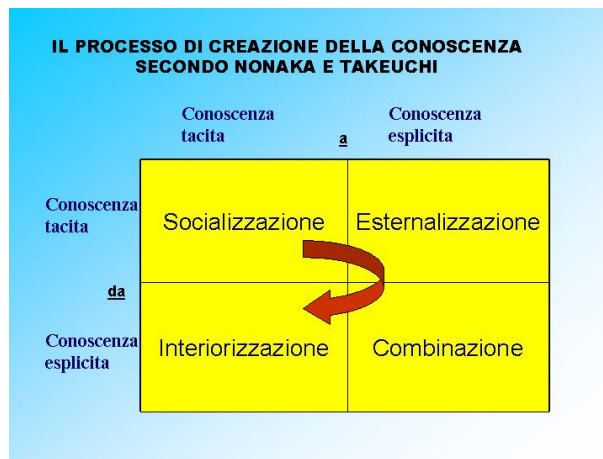 IL PROCESSO DI CREAZIONE DELLA CONOSCENZA
SECONDO NONAKA E TAKEUCHI
Conoscenza
tacita
a
Conoscenza
esplicita
Conoscenza
tacita
Socializzazione
Esternalizzazione
da
Conoscenza
esplicita
Interiorizzazione
Combinazione